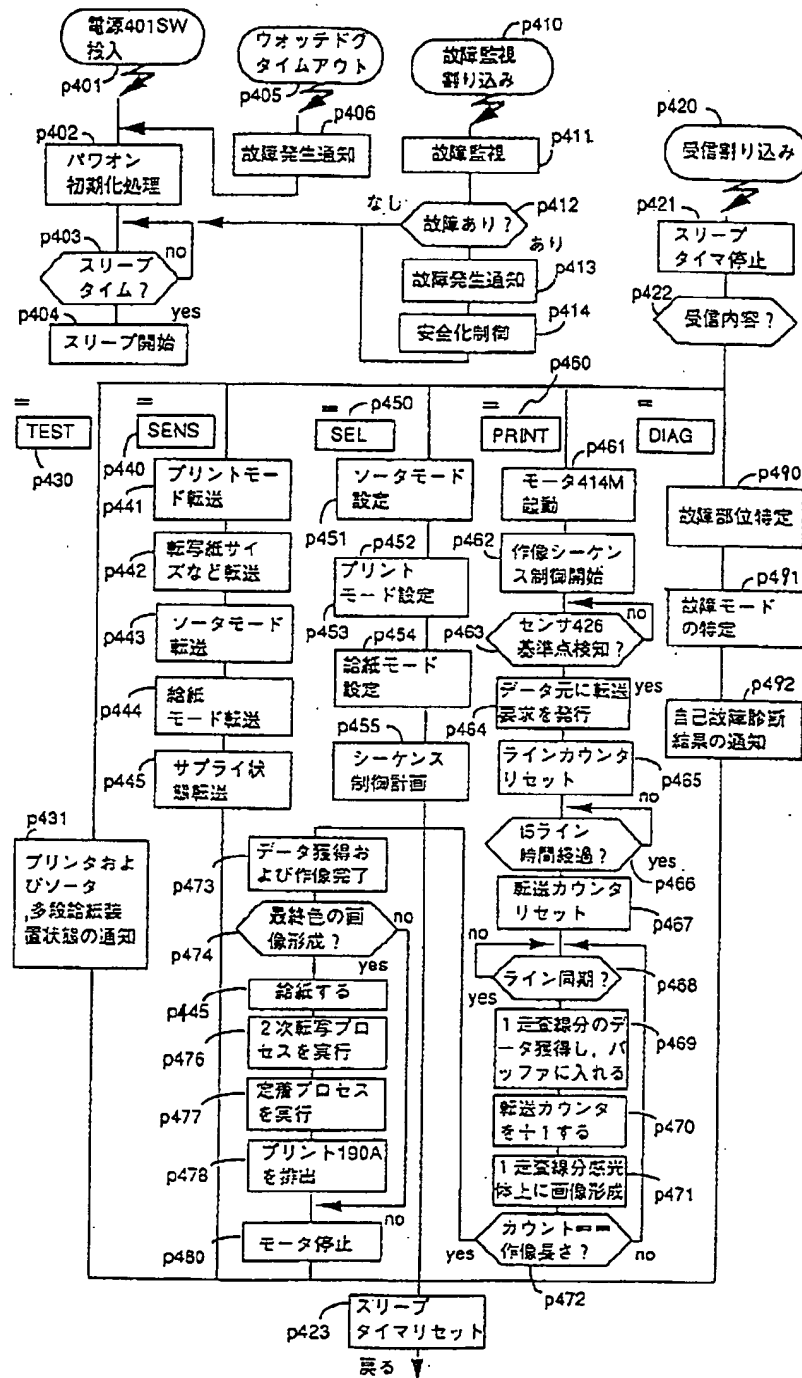 電源401SW
投入
p401
ウォッチドグ
タイムアウト
p405
p410
故障監視
割り込み
p402
パワオン
初期化処理
p406
故障発生通知
p411
故障監視
p420
受信割り込み
p421
スリープ
タイマ停止
なし
故障あり?
p412
あり
p403
スリープ
タイム?
no
yes
p413
故障発生通知
p422
受信内容?
p404
スリープ開始
p414
安全化制御
=
TEST
p430
=
SENS
p440
=
p450
SEL
=
p460
PRINT
=
DIAG
プリントモー
ド転送
p441
ソータモード
設定
p451
p461
モータ414M
起動
p490
故障部位特定
p442
転写紙サイ
ズなど転送
p452
プリント
モード設定
p453
p462
作像シーケン
ス制御開始
p491
故障モード
の特定
p443
ソータモード
転送
p454
給紙モード
設定
no
p463
センサ426
基準点検知?
yes
p444
給紙
モード転送
p455
シーケンス
制御計画
データ元に転送
要求を発行
p464
p492
自己故障診断
結果の通知
p445
サプライ状
態転送
ラインカウンタ
リセット
p465
p431
プリンタおよ
びソータ
,多段給紙装
置状態の通知
p473
データ獲得お
よび作像完了
no
15ライン
時間経過?
yes
p466
p474
最終色の画
像形成?
no
yes
転送カウンタ
リセット
p467
no
ライン同期?
yes
p468
p445
給紙する
p476
2次転写プロ
セスを実行
1走査線分のデ
ータ獲得し,バ
ッファに入れる
p469
p477
定着プロセス
を実行
転送カウンタ
を+1する
p470
p478
プリント190A
を排出
1走査線分感光
体上に画像形成
p471
no
p480
モータ停止
yes
カウント==
作像長さ?
no
p472
p423
スリープ
タイマリセット
戻る